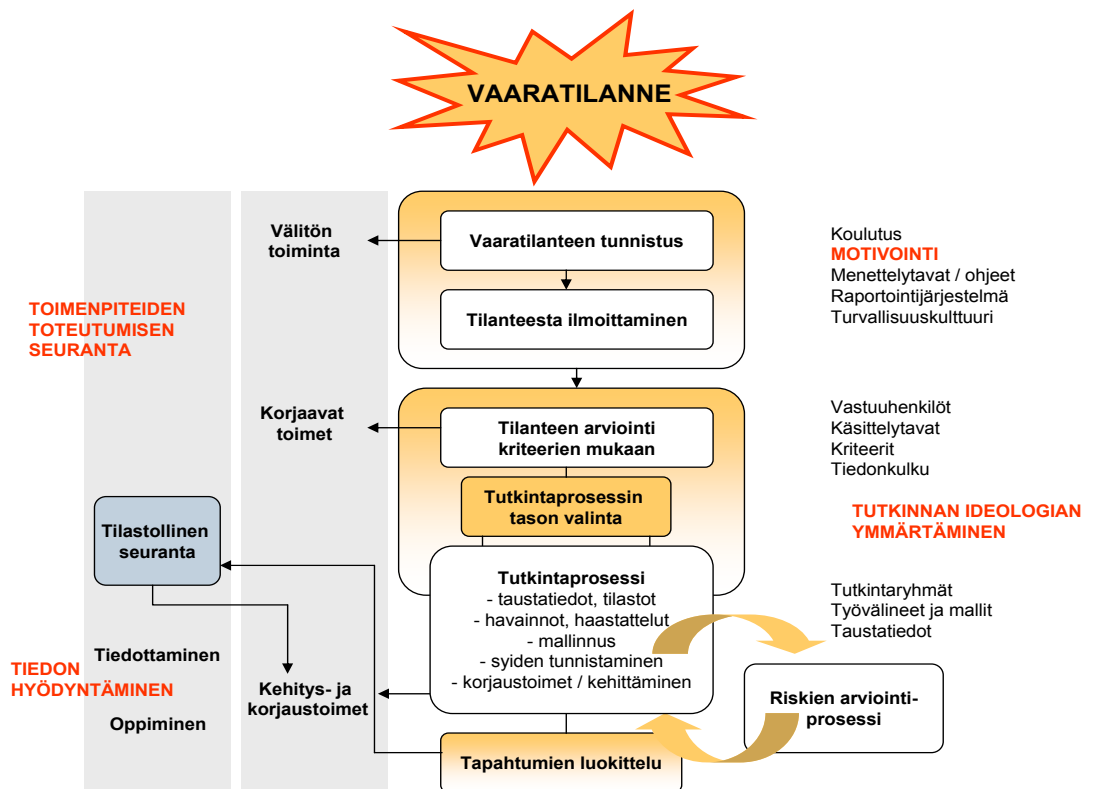 VAARATILANNE
Välitön
toiminta
Vaaratilanteen tunnistus
Tilanteesta ilmoittaminen
Koulutus
MOTIVOINTI
Menettelytavat / ohjeet
Raportointijärjestelmä
Turvallisuuskulttuuri
TOIMENPITEIDEN
TOTEUTUMISEN
SEURANTA
Korjaavat
toimet
Tilanteen arviointi
kriteerien mukaan
Vastuuhenkilöt
Käsittelytavat
Kriteerit
Tiedonkulku
Tutkintaprosessin
tason valinta
TUTKINNAN IDEOLOGIAN
YMMÄRTÄMINEN
Tilastollinen
seuranta
Tutkintaprosessi
- taustatiedot, tilastot
- havainnot, haastattelut
- mallinnus
- syiden tunnistaminen
- korjaustoimet / kehittäminen
Tutkintaryhmät
Työvälineet ja mallit
Taustatiedot
TIEDON
HYÖDYNTÄMINEN
Tiedottaminen
Oppiminen
Kehitys- ja
korjaustoimet
Riskien arviointi-
prosessi
Tapahtumien luokittelu